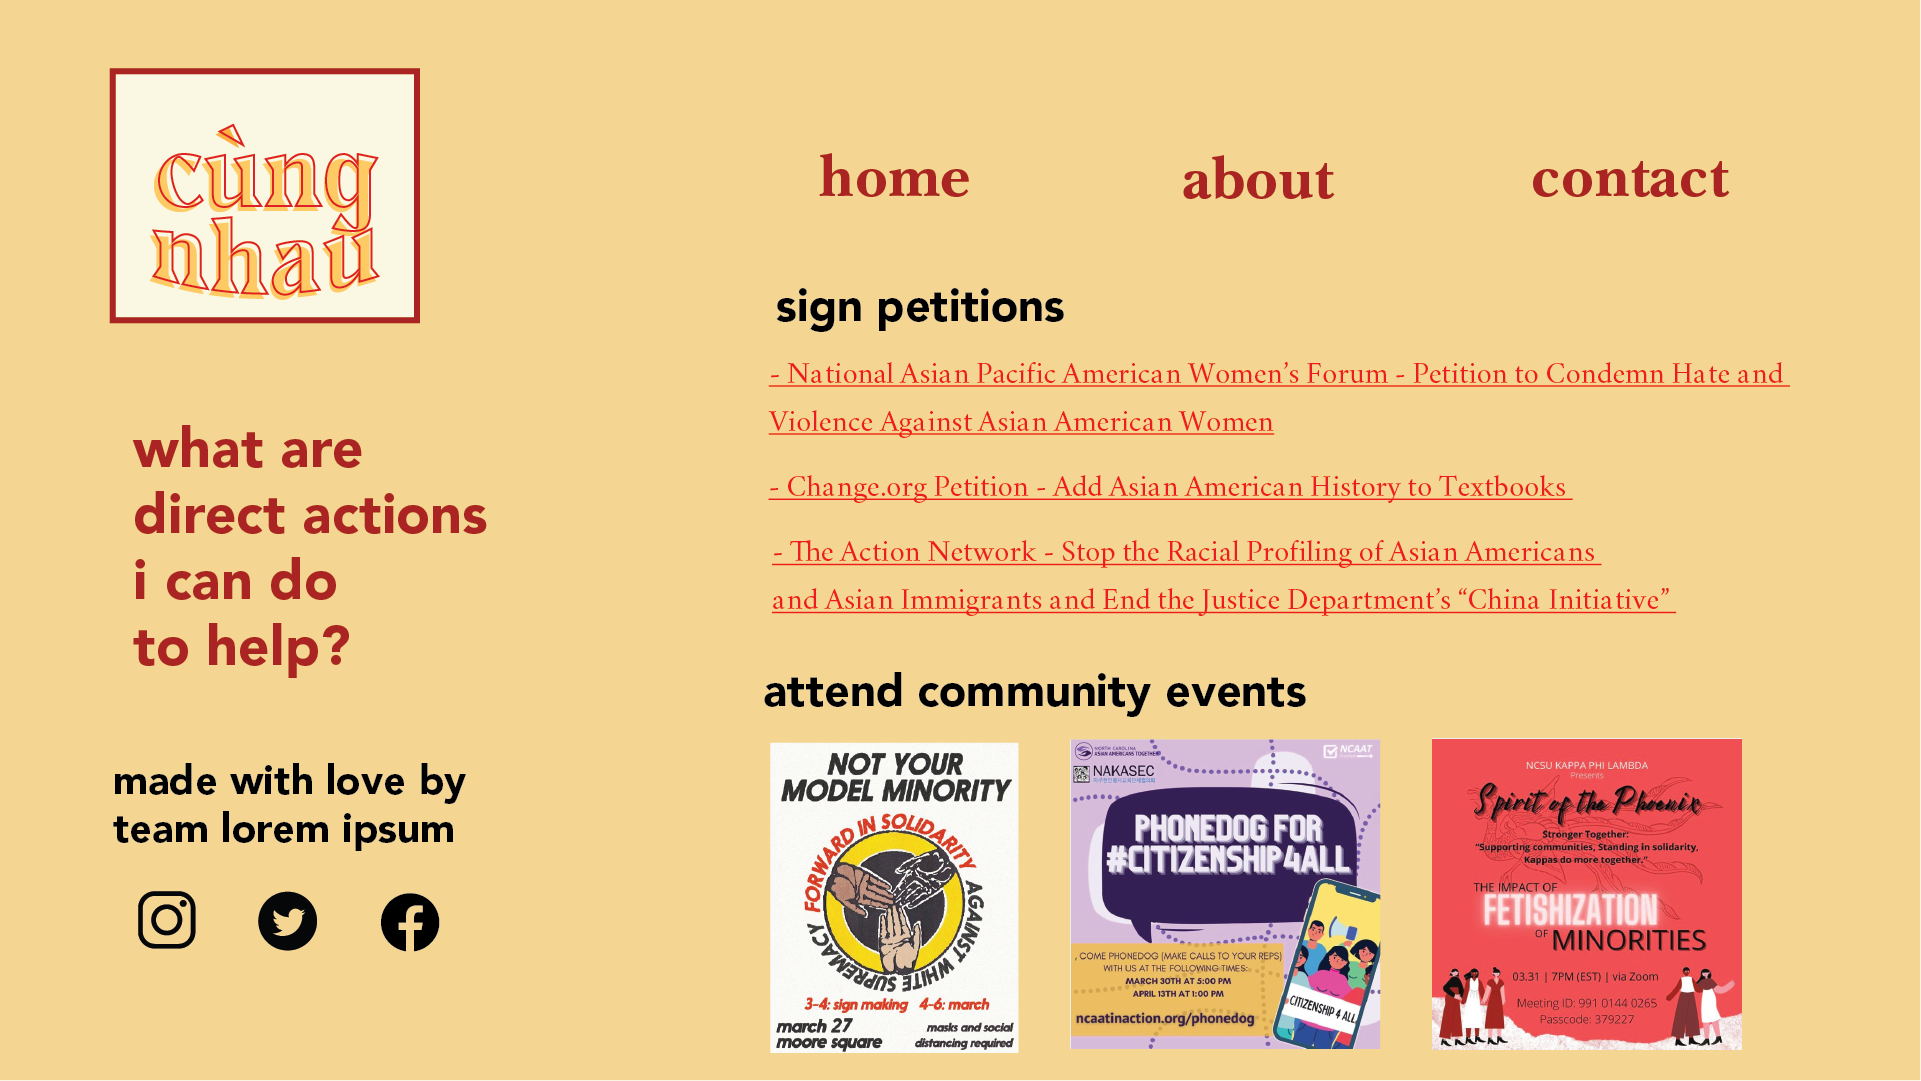 cùng
nhau
home
about
contact
what are
direct actions
i can do
to help?
made with love by
team lorem ipsum
sign petitions
- National Asian Pacific American Women’s Forum - Petition to Condemn Hate and
Violence Against Asian American Women
- Change.org Petition - Add Asian American History to Textbooks
- The Action Network - Stop the Racial Profiling of Asian Americans
and Asian Immigrants and End the Justice Department’s “China Initiative”
attend community events
NOT YOUR
MODEL MINORITY
FORWARD IN SOLIDARITY
AGAINST WHITE SUPREMACY
3-4: sign making 4-6: march
march 27
moore square
masks and social
distancing required
NORTH CAROLINA
ASIAN AMERICANS TOGETHER
NCAAT
NAKASEC
PHONEDOG FOR
#CITIZENSHIP4ALL
, COME PHONEDOG (MAKE CALLS TO YOUR REPS)
WITH US AT THE FOLLOWING TIMES:
MARCH 30TH AT 5:00 PM
APRIL 13TH AT 1:00 PM
ncaatinaction.org/phonedog
CITIZENSHIP 4 ALL
NCSU KAPPA PHI LAMBDA
Presents
Spirit of the Phoenix
Stronger Together:
"Supporting communities, Standing in solidarity,
Kappas do more together."
THE IMPACT OF
FETISHIZATION
OF MINORITIES
03.31 | 7PM (EST) | via Zoom
Meeting ID: 991 0144 0265
Passcode: 379227